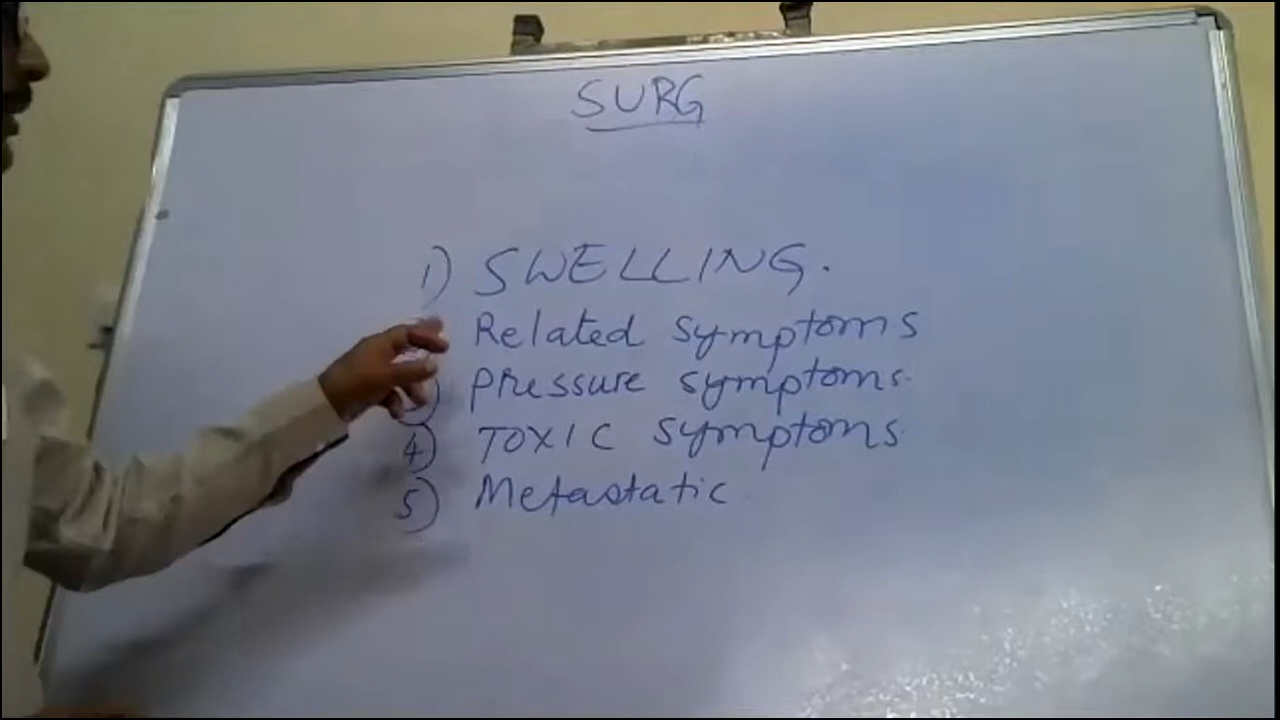 SURG
1) SWELLING.
Related symptoms
) Pressure symptoms.
4) TOXIC symptoms.
5) Metastatic.